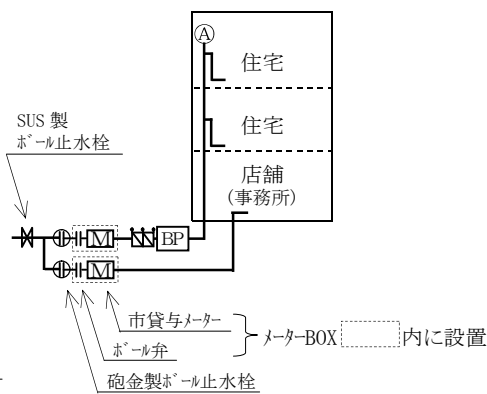 Ⓐ
住宅
住宅
店舗
(事務所)
SUS製
ボール止水栓
M
BP
M
市貸与メーター
ボール弁
メーターBOX 内に設置
砲金製ボール止水栓